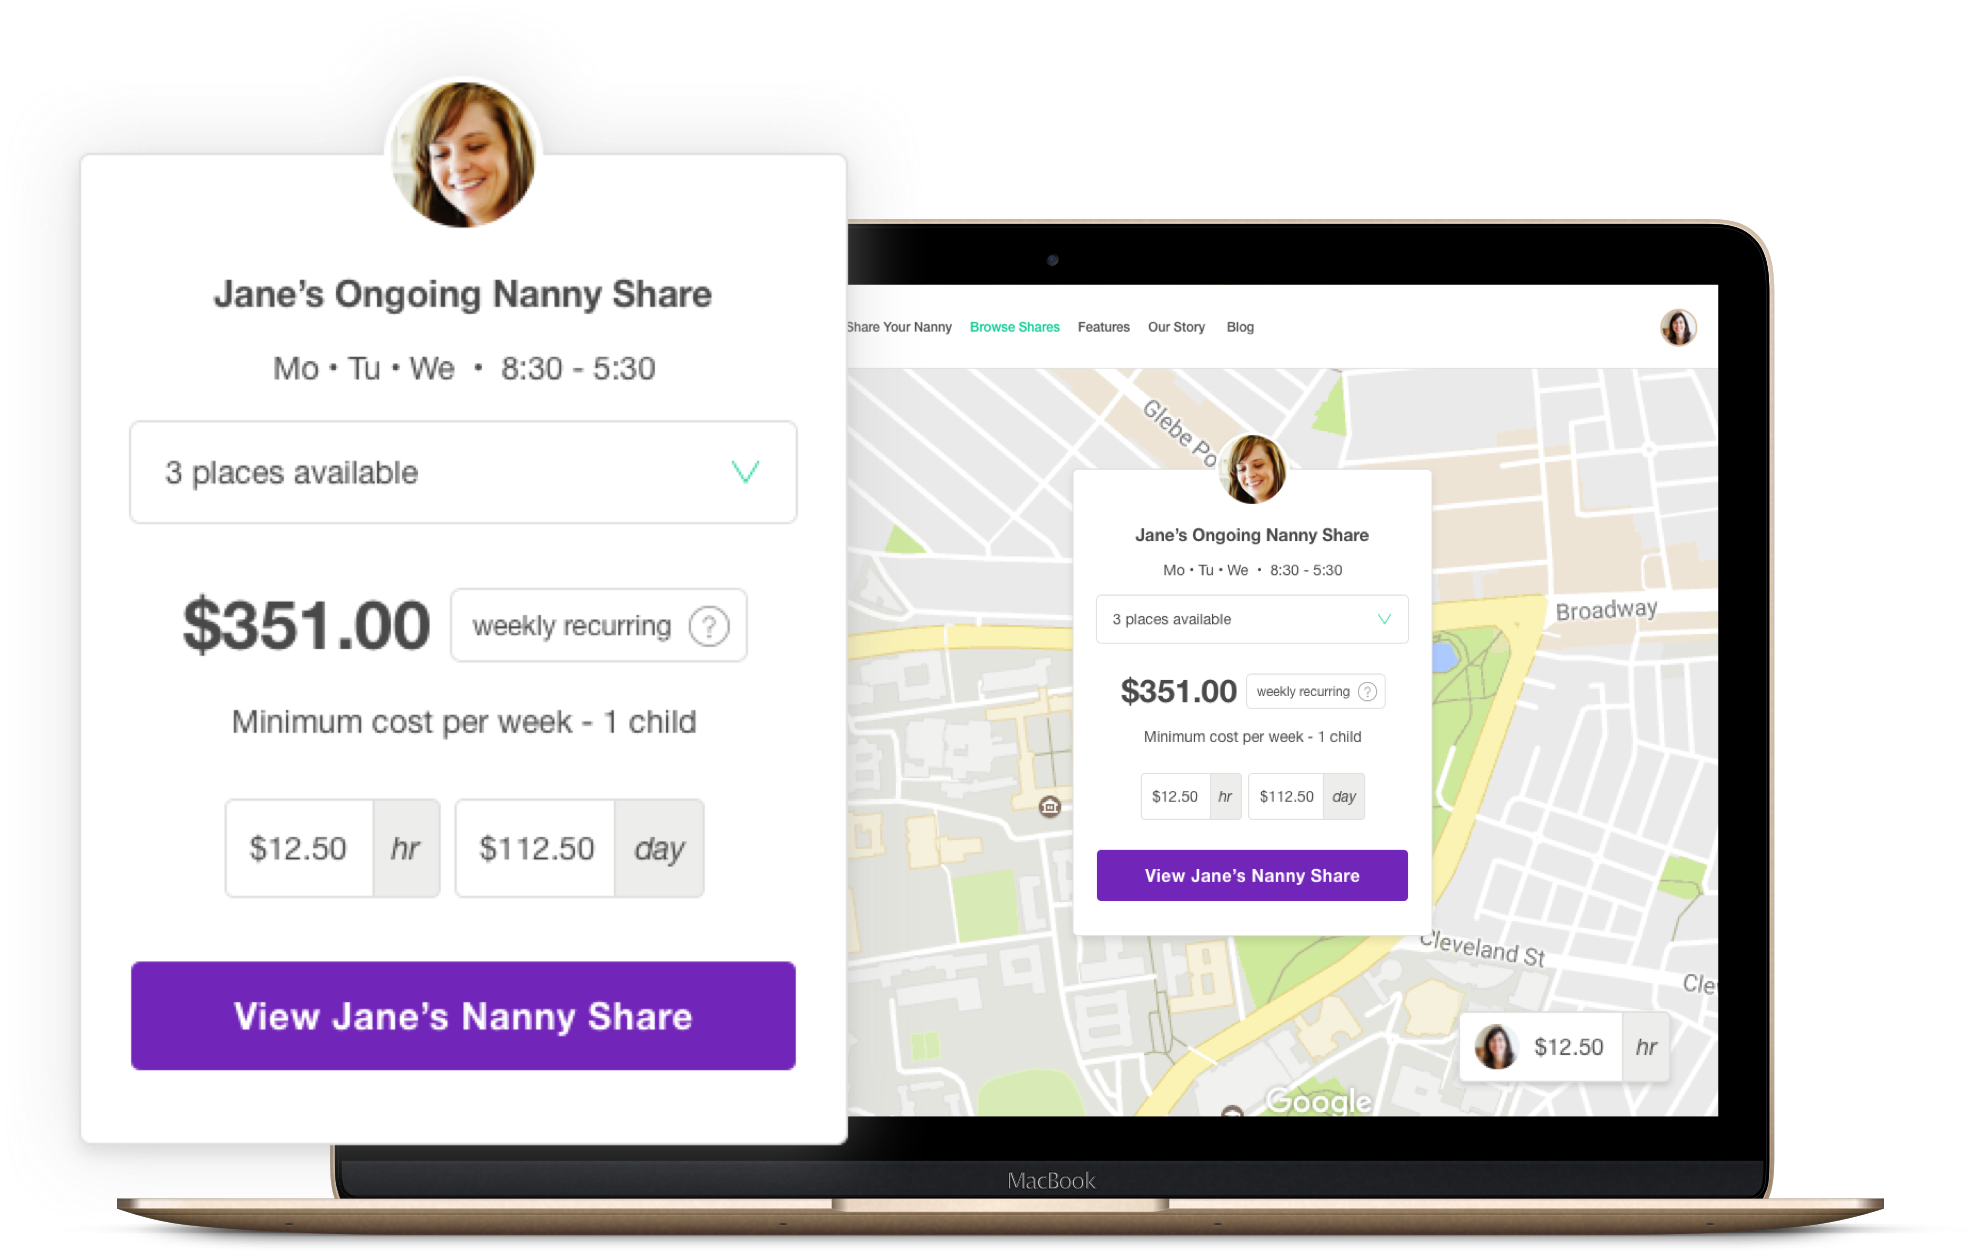 Jane’s Ongoing Nanny Share
Mo • Tu • We • 8:30 - 5:30
3 places available
$351.00 weekly recurring ?
Minimum cost per week - 1 child
$12.50 hr $112.50 day
View Jane’s Nanny Share
Share Your Nanny Browse Shares Features Our Story Blog
Glebe Po
Jane’s Ongoing Nanny Share
Mo • Tu • We • 8:30 - 5:30
3 places available
$351.00 weekly recurring ?
Minimum cost per week - 1 child
$12.50 hr $112.50 day
View Jane’s Nanny Share
Broadway
Cleveland St
Cle
$12.50 hr
Google
MacBook